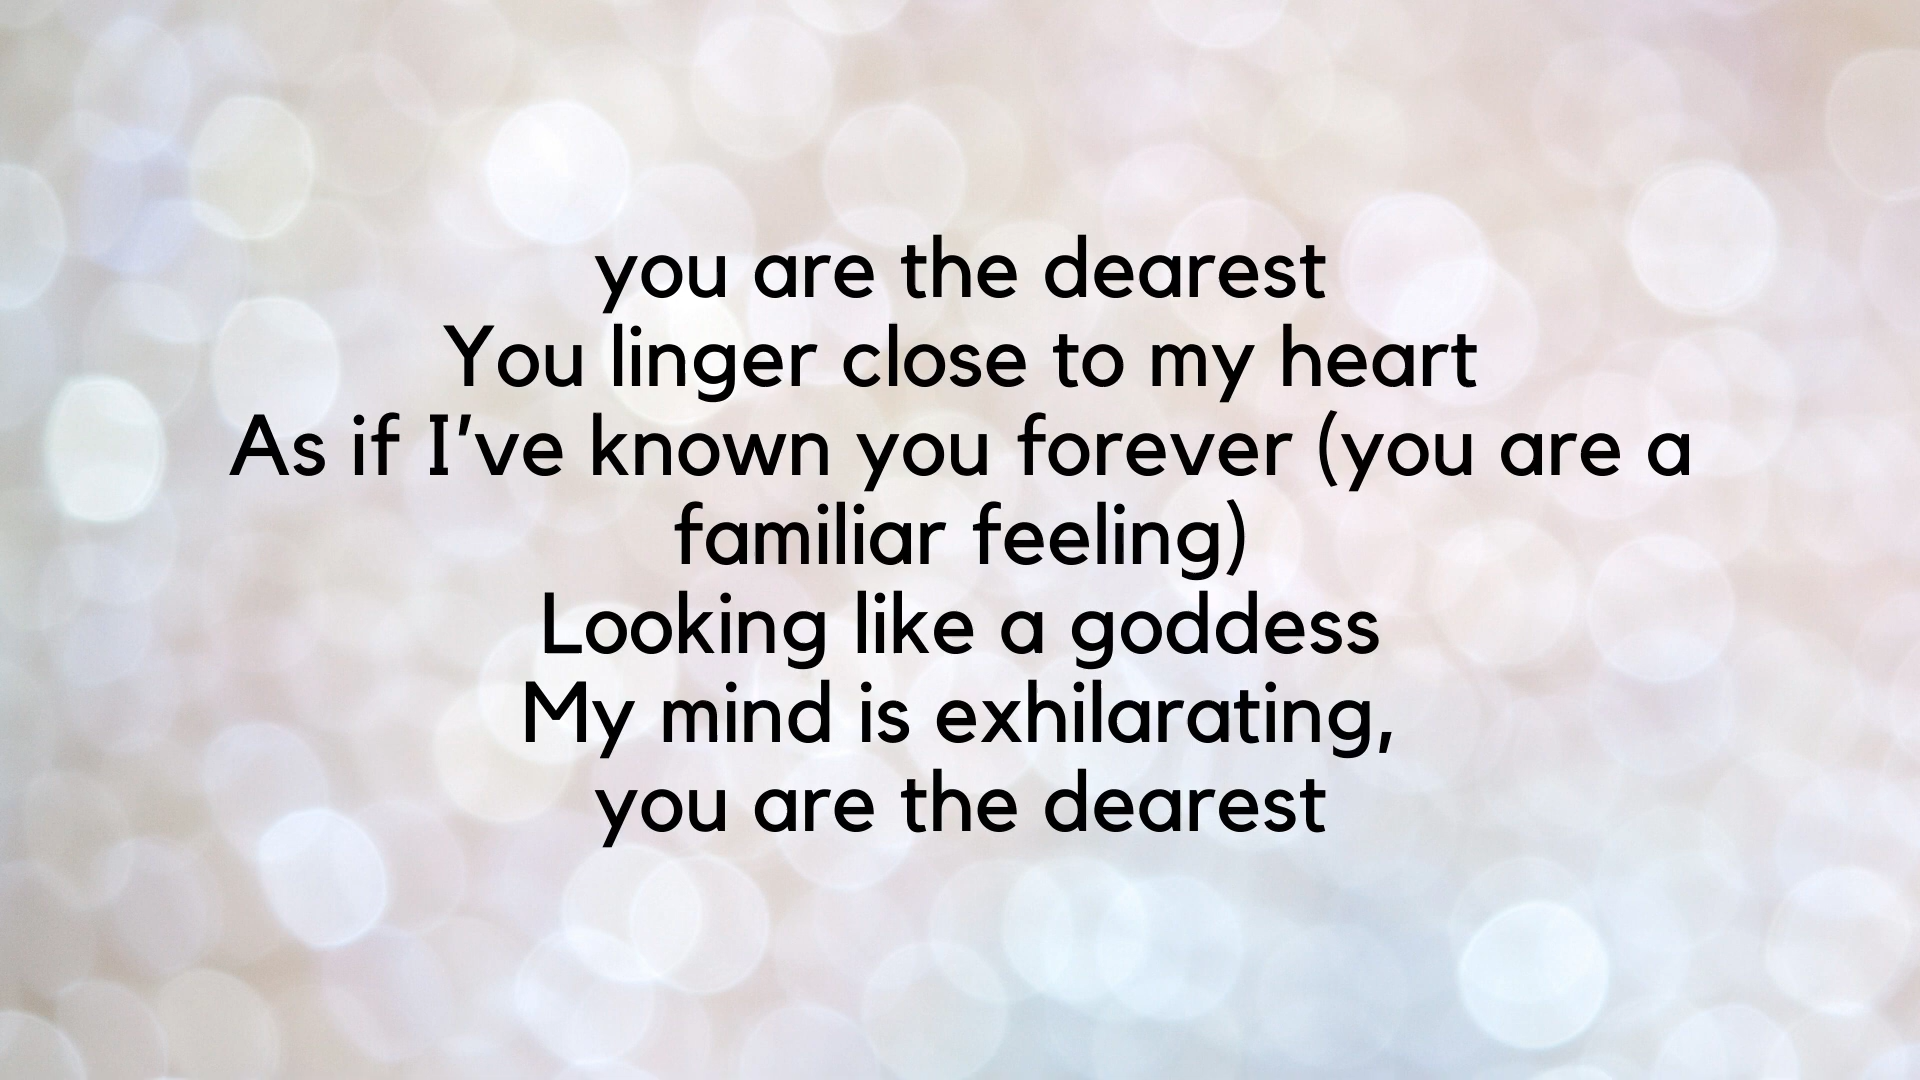 you are the dearest
You linger close to my heart
As if I've known you forever (you are a
familiar feeling)
Looking like a goddess
My mind is exhilarating,
you are the dearest